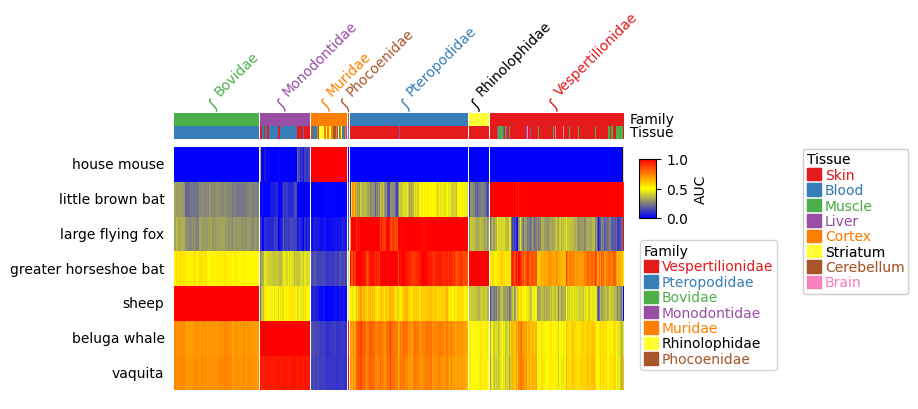 ∫ Bovidae
∫ Monodontidae
∫ Muridae
∫ Phocoenidae
∫ Pteropodidae
∫ Rhinolophidae
∫ Vespertilionidae
Family
Tissue
house mouse
little brown bat
large flying fox
greater horseshoe bat
sheep
beluga whale
vaquita
1.0
0.5
0.0
AUC
Family
Vespertilionidae
Pteropodidae
Bovidae
Monodontidae
Muridae
Rhinolophidae
Phocoenidae
Tissue
Skin
Blood
Muscle
Liver
Cortex
Striatum
Cerebellum
Brain